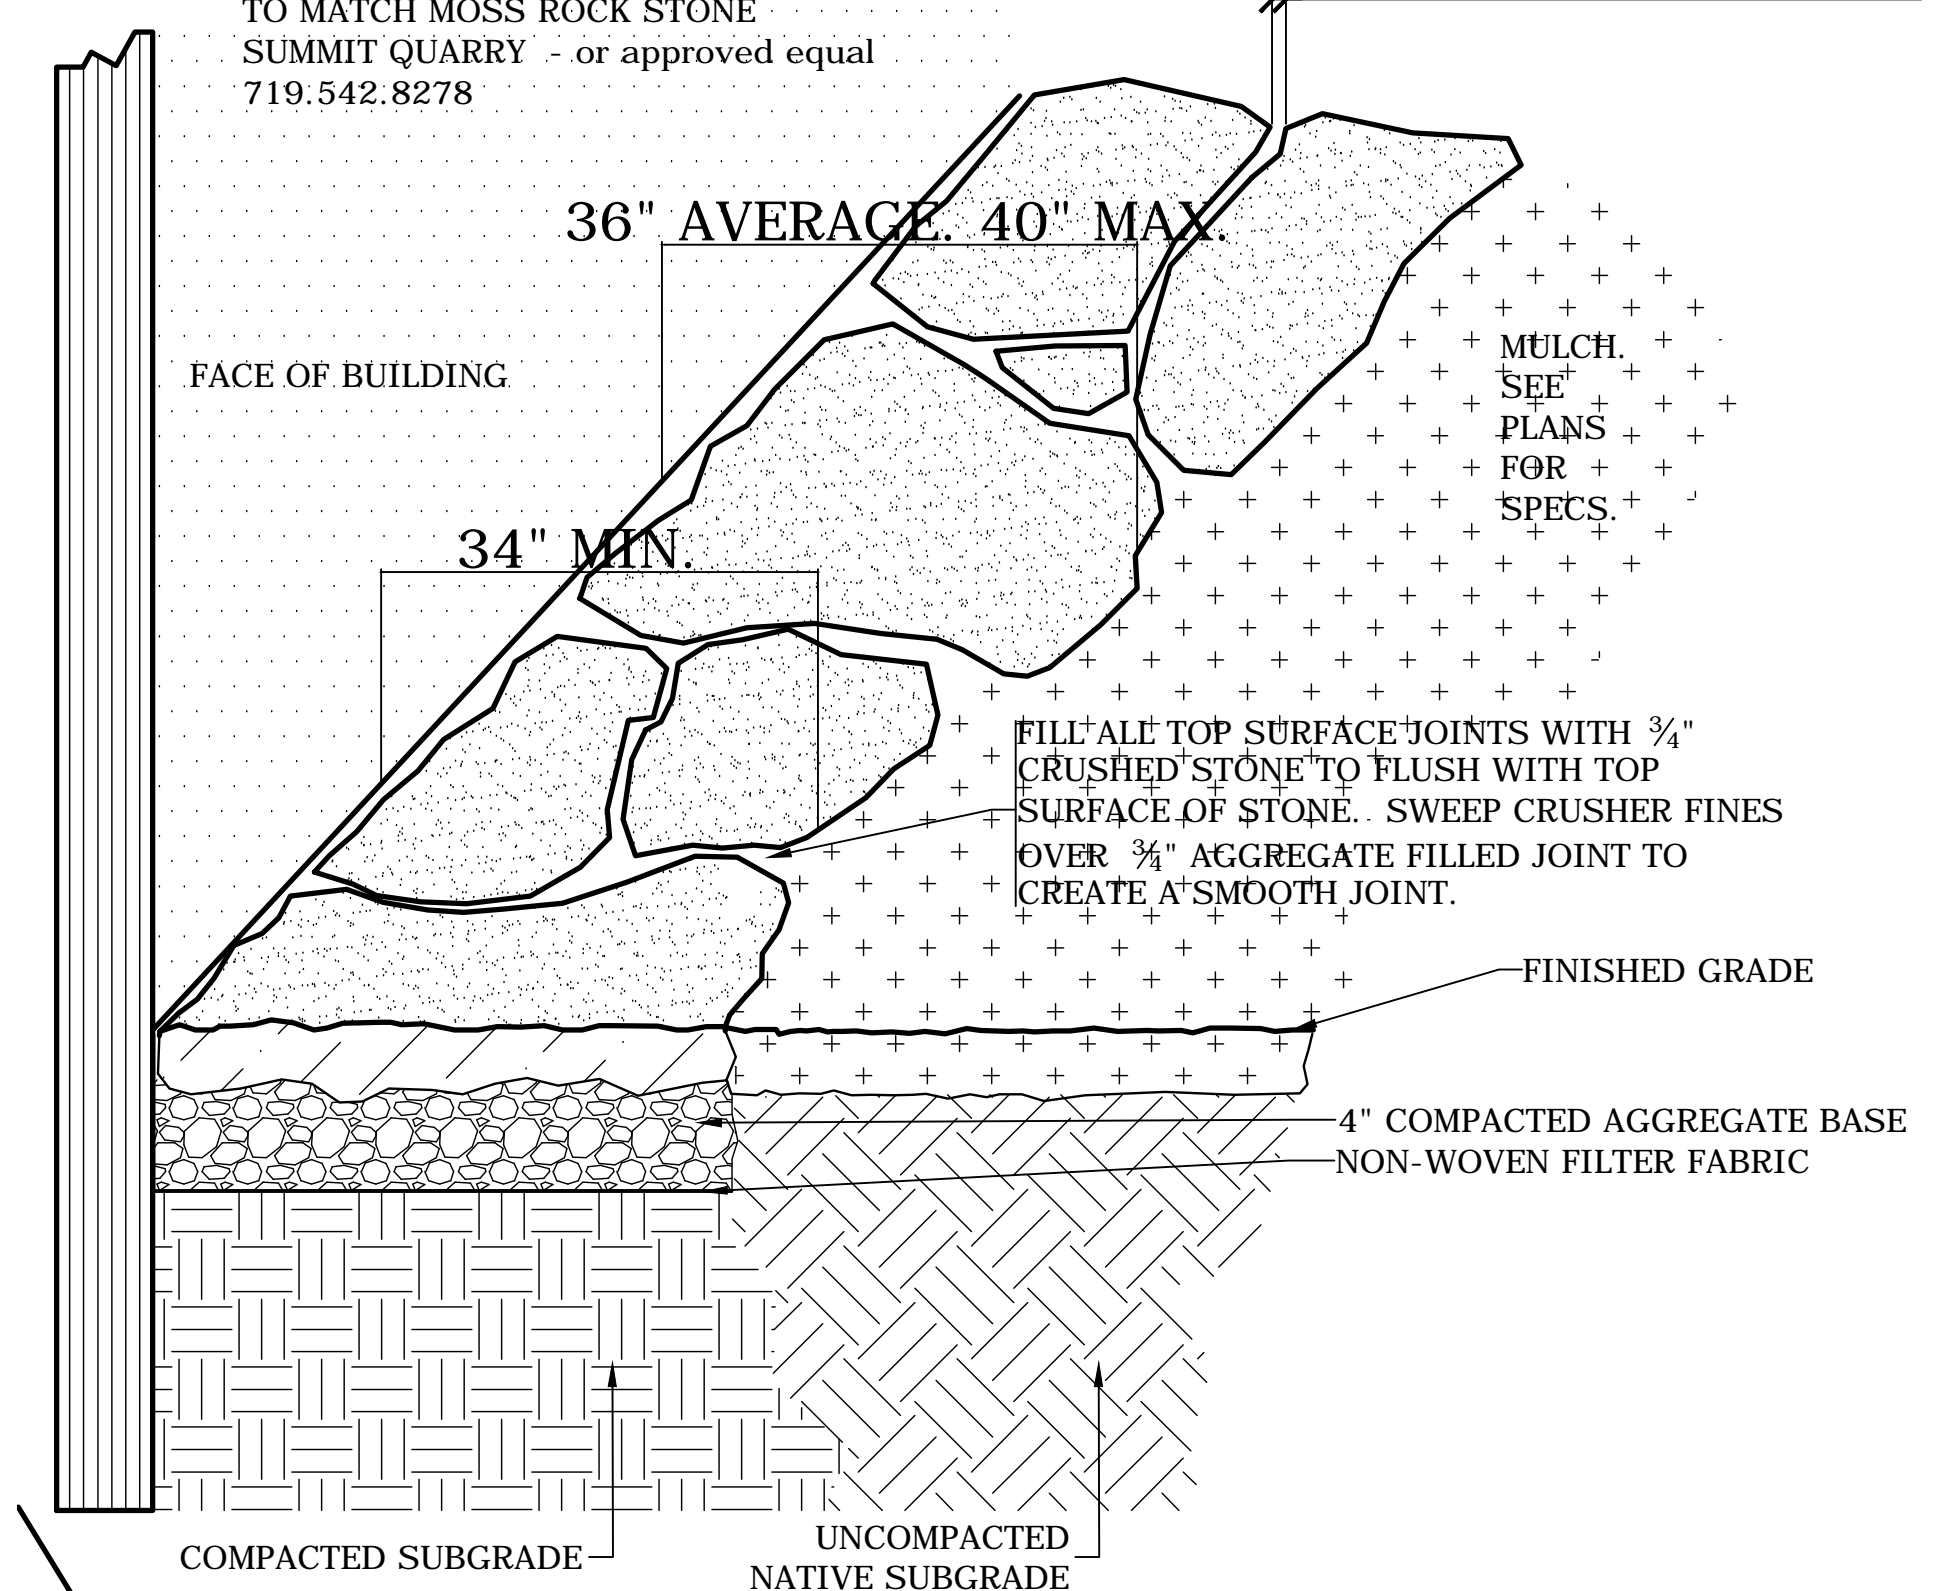 TO MATCH MOSS ROCK STONE
SUMMIT QUARRY - or approved equal
719.542.8278
36" AVERAGE. 40" MAX.
FACE OF BUILDING
MULCH.
SEE
PLANS
FOR
SPECS.
34" MIN.
FILL ALL TOP SURFACE JOINTS WITH ¾"
CRUSHED STONE TO FLUSH WITH TOP
SURFACE OF STONE. SWEEP CRUSHER FINES
OVER ¾" AGGREGATE FILLED JOINT TO
CREATE A SMOOTH JOINT.
FINISHED GRADE
4" COMPACTED AGGREGATE BASE
NON-WOVEN FILTER FABRIC
COMPACTED SUBGRADE
UNCOMPACTED
NATIVE SUBGRADE